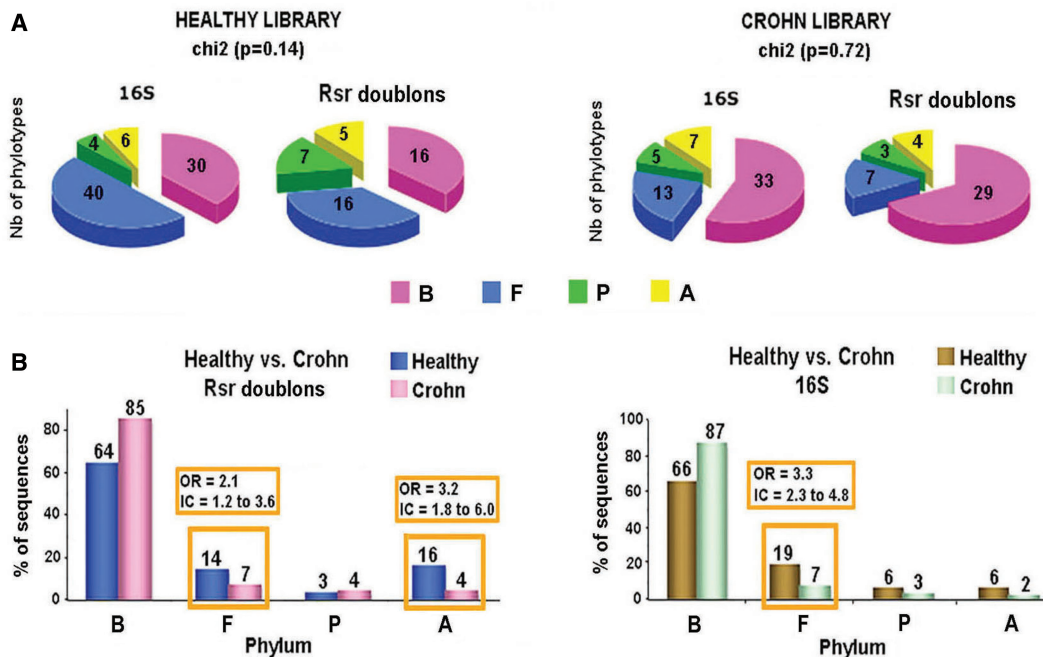 A
HEALTHY LIBRARY
chi2 (p=0.14)
16S
Rsr doublons
Nb of phylotypes
4
6
30
40
7
5
16
16
CROHN LIBRARY
chi2 (p=0.72)
16S
Rsr doublons
Nb of phylotypes
5
7
33
13
3
4
7
29
B F P A
B
Healthy vs. Crohn
Rsr doublons
Healthy
Crohn
% of sequences
80
60
40
20
0
64
85
OR = 2.1
IC = 1.2 to 3.6
14
7
3
4
OR = 3.2
IC = 1.8 to 6.0
16
4
B F P A
Phylum
Healthy vs. Crohn
16S
Healthy
Crohn
% of sequences
100
80
60
40
20
0
66
87
OR = 3.3
IC = 2.3 to 4.8
19
7
6
3
6
2
B F P A
Phylum